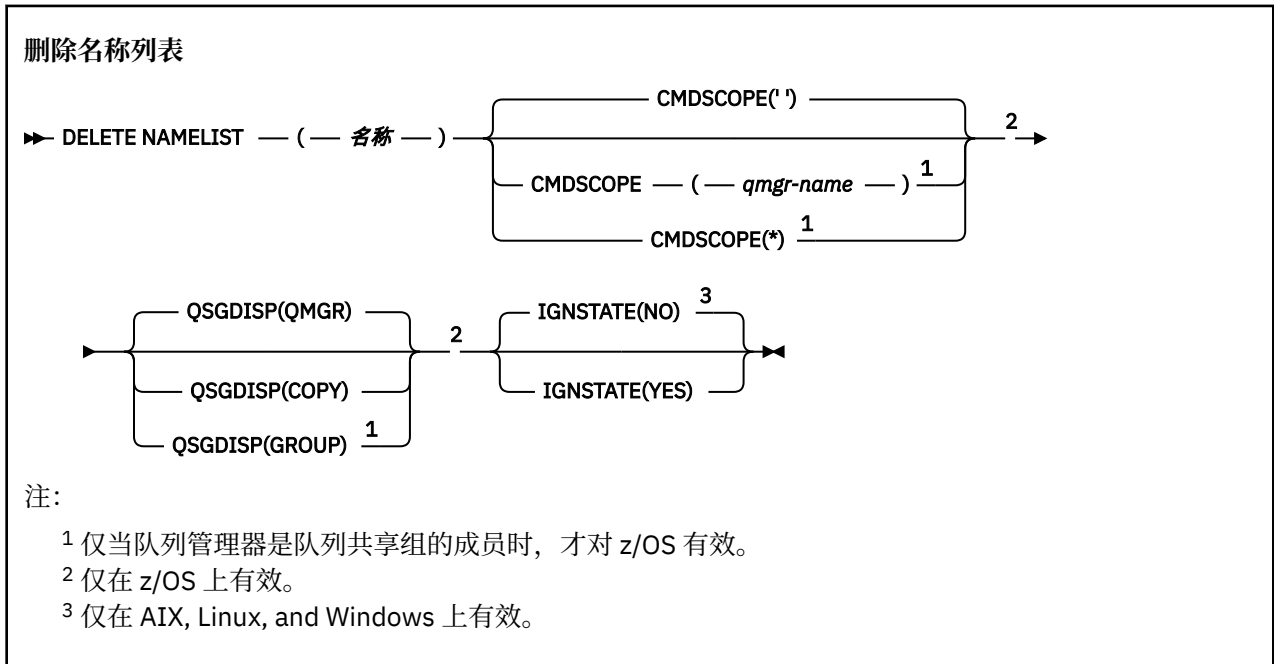 删除名称列表
CMDSCOPE(' ')
DELETE NAMELIST ( 名称 ) 2
CMDSCOPE ( qmgr-name ) 1
CMDSCOPE(*) 1
QSGDISP(QMGR) 2 IGNSTATE(NO) 3
QSGDISP(COPY) IGNSTATE(YES)
QSGDISP(GROUP) 1
注：
1 仅当队列管理器是队列共享组的成员时，才对 z/OS 有效。
2 仅在 z/OS 上有效。
3 仅在 AIX, Linux, and Windows 上有效。